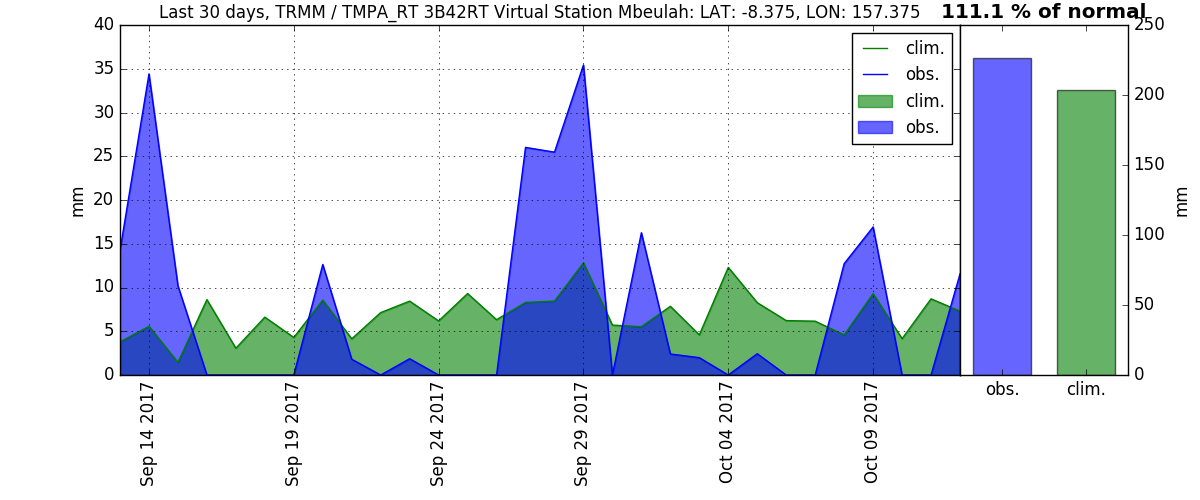 Last 30 days, TRMM / TMPA_RT 3B42RT Virtual Station Mbeulah: LAT: -8.375, LON: 157.375
111.1 % of normal
40
35
30
25
20
15
10
5
0
mm
clim.
obs.
clim.
obs.
Sep 14 2017
Sep 19 2017
Sep 24 2017
Sep 29 2017
Oct 04 2017
Oct 09 2017
250
200
150
100
50
0
mm
obs.
clim.